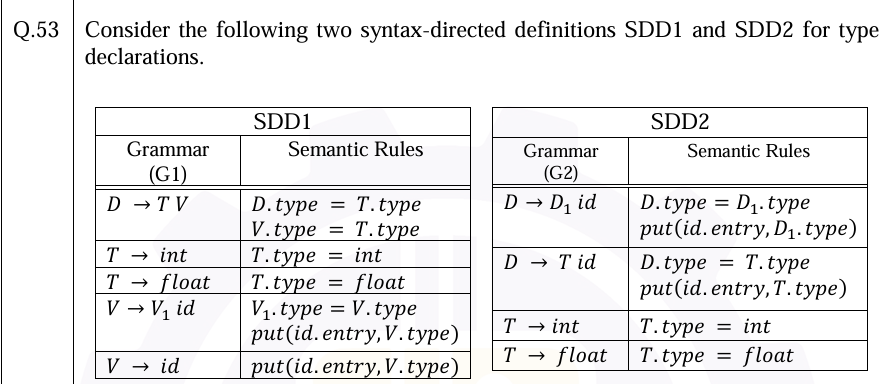 Q.53 Consider the following two syntax-directed definitions SDD1 and SDD2 for type
declarations.
SDD1
Grammar (G1) Semantic Rules
D → T V D.type = T.type
V.type = T.type
T → int T.type = int
T → float T.type = float
V → V₁ id V₁.type = V.type
put(id.entry, V.type)
V → id put(id.entry, V.type)
SDD2
Grammar (G2) Semantic Rules
D → D₁ id D.type = D₁.type
put(id.entry, D₁.type)
D → T id D.type = T.type
put(id.entry, T.type)
T → int T.type = int
T → float T.type = float